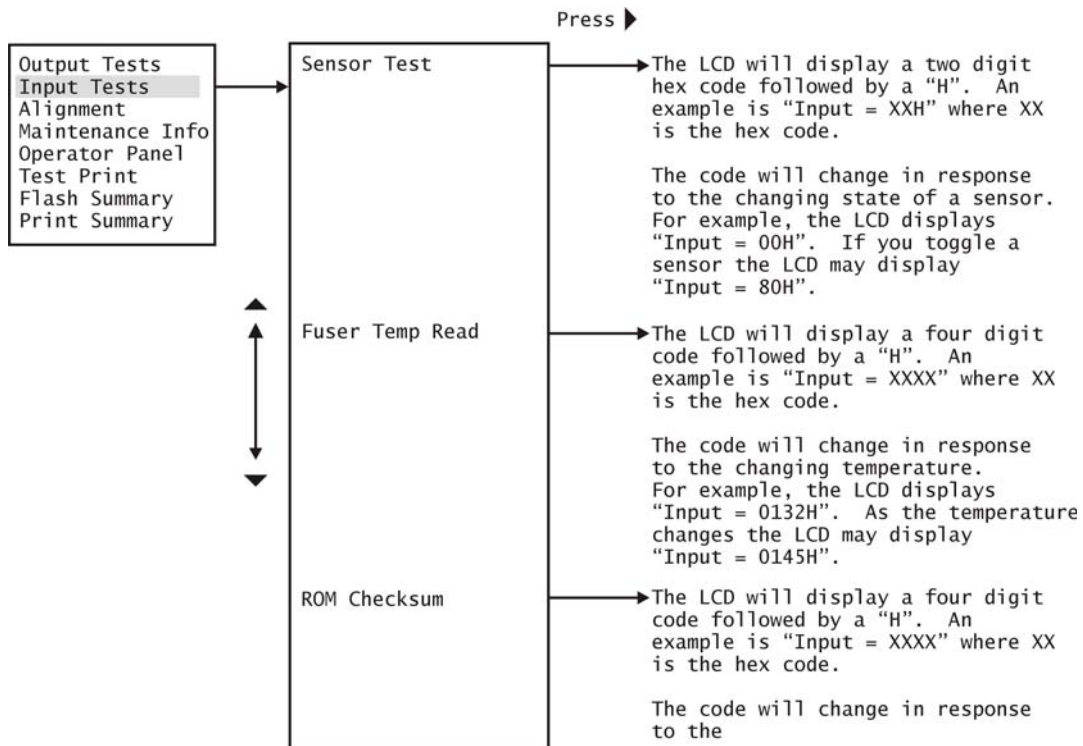 Press
Output Tests
Input Tests
Alignment
Maintenance Info
Operator Panel
Test Print
Flash Summary
Print Summary
Sensor Test
The LCD will display a two digit
hex code followed by a “H”. An
example is “Input = XXH” where XX
is the hex code.
The code will change in response
to the changing state of a sensor.
For example, the LCD displays
“Input = 00H”. If you toggle a
sensor the LCD may display
“Input = 80H”.
Fuser Temp Read
The LCD will display a four digit
code followed by a “H”. An
example is “Input = XXXX” where XX
is the hex code.
The code will change in response
to the changing temperature.
For example, the LCD displays
“Input = 0132H”. As the temperature
changes the LCD may display
“Input = 0145H”.
ROM Checksum
The LCD will display a four digit
code followed by a “H”. An
example is “Input = XXXX” where XX
is the hex code.
The code will change in response
to the